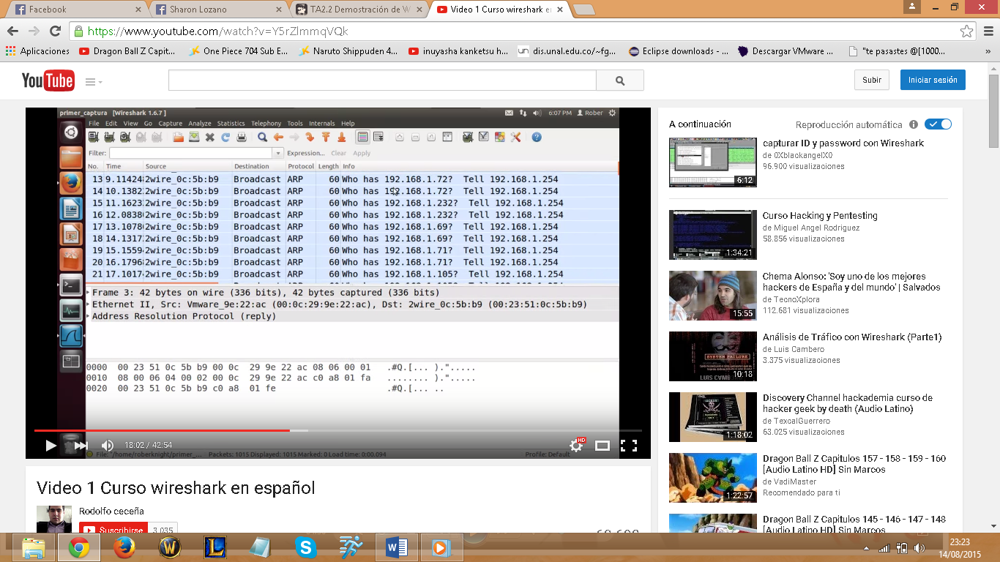 Facebook
Sharon Lozano
TA2.2 Demostración de W
Video 1 Curso wireshark e
https://www.youtube.com/watch?v=Y5rZlmmqVQk
Aplicaciones
Dragon Ball Z Capit...
One Piece 704 Sub E...
Naruto Shippuden 4...
inuyasha kanketsu h...
dis.unal.edu.co/~fg...
Eclipse downloads - ...
Descargar VMware ...
"te pasastes @[1000...
»
YouTube
Subir
Iniciar sesión
primer_captura [Wireshark 1.6.7 ]
6:07 PM
Rober
File Edit View Go Capture Analyze Statistics Telephony Tools Internals Help
Filter:
Expression... Clear Apply
No. Time Source Destination Protocol Length Info
13 9.11424 2wire_0c:5b:b9 Broadcast ARP 60 Who has 192.168.1.72? Tell 192.168.1.254
14 10.1382 2wire_0c:5b:b9 Broadcast ARP 60 Who has 192.168.1.72? Tell 192.168.1.254
15 11.1623 2wire_0c:5b:b9 Broadcast ARP 60 Who has 192.168.1.232? Tell 192.168.1.254
16 12.0838 2wire_0c:5b:b9 Broadcast ARP 60 Who has 192.168.1.232? Tell 192.168.1.254
17 13.1078 2wire_0c:5b:b9 Broadcast ARP 60 Who has 192.168.1.69? Tell 192.168.1.254
18 14.1317 2wire_0c:5b:b9 Broadcast ARP 60 Who has 192.168.1.69? Tell 192.168.1.254
19 15.1559 2wire_0c:5b:b9 Broadcast ARP 60 Who has 192.168.1.71? Tell 192.168.1.254
20 16.1796 2wire_0c:5b:b9 Broadcast ARP 60 Who has 192.168.1.71? Tell 192.168.1.254
21 17.1017 2wire_0c:5b:b9 Broadcast ARP 60 Who has 192.168.1.105? Tell 192.168.1.254
Frame 3: 42 bytes on wire (336 bits), 42 bytes captured (336 bits)
Ethernet II, Src: Vmware_9e:22:ac (00:0c:29:9e:22:ac), Dst: 2wire_0c:5b:b9 (00:23:51:0c:5b:b9)
Address Resolution Protocol (reply)
0000 00 23 51 0c 5b b9 00 0c 29 9e 22 ac 08 06 00 01 .#Q.[... ).".....
0010 08 00 06 04 00 02 00 0c 29 9e 22 ac c0 a8 01 fa ........ ).".....
0020 00 23 51 0c 5b b9 c0 a8 01 fe .#Q.[... ..
18:02 / 42:54
HD
File: "/home/roberknight/primer_... Packets: 1015 Displayed: 1015 Marked: 0 Load time: 0:00.094
Profile: Default
Video 1 Curso wireshark en español
Rodolfo ceceña
Suscribirse
3.035
A continuación
Reproducción automática
capturar ID y password con Wireshark
de 0XblackangelX0
96.900 visualizaciones
6:12
Curso Hacking y Pentesting
de Miguel Angel Rodriguez
58.856 visualizaciones
1:34:21
Chema Alonso: 'Soy uno de los mejores
hackers de España y del mundo' | Salvados
de TecnoXplora
112.681 visualizaciones
15:55
Análisis de Tráfico con Wireshark (Parte1)
de Luis Cambero
3.375 visualizaciones
SYSTEM FAILURE
LUIS CAMB
10:18
Discovery Channel hackademia curso de
hacker geek by death (Audio Latino)
de TexcalGuerrero
63.025 visualizaciones
1:18:02
Dragon Ball Z Capitulos 157 - 158 - 159 - 160
[Audio Latino HD] Sin Marcos
de VadiMaster
Recomendado para ti
1:22:57
Dragon Ball Z Capitulos 145 - 146 - 147 - 148
[Audio Latino HD] Sin Marcos
23:23
14/08/2015